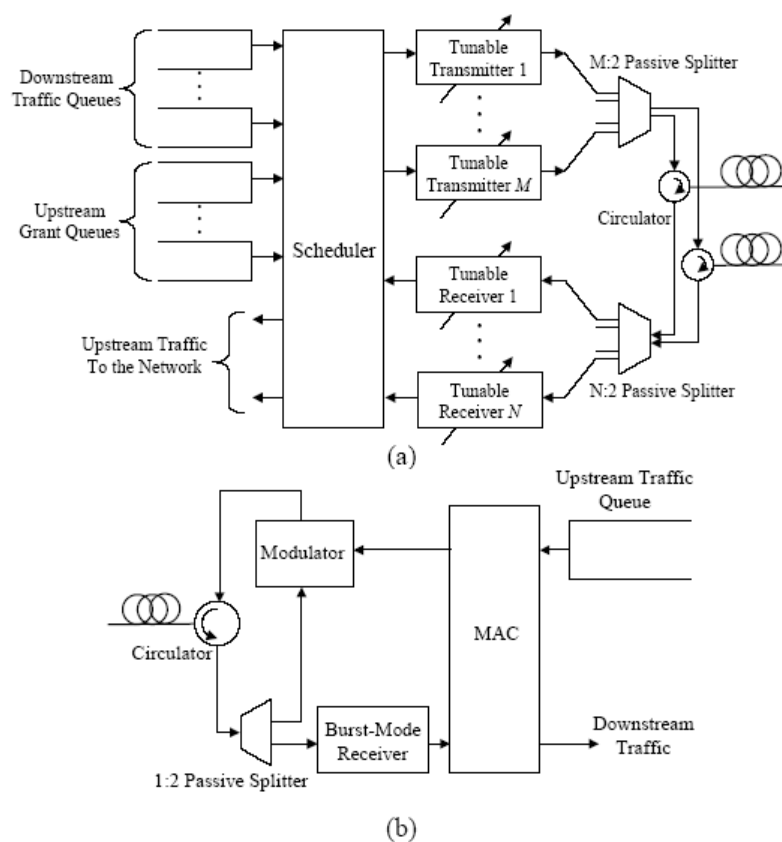 Downstream
Traffic Queues
Upstream
Grant Queues
Upstream Traffic
To the Network
Scheduler
Tunable
Transmitter 1
Tunable
Transmitter M
Tunable
Receiver 1
Tunable
Receiver N
M:2 Passive Splitter
Circulator
N:2 Passive Splitter
(a)
Upstream Traffic
Queue
Modulator
MAC
Circulator
Burst-Mode
Receiver
Downstream
Traffic
1:2 Passive Splitter
(b)